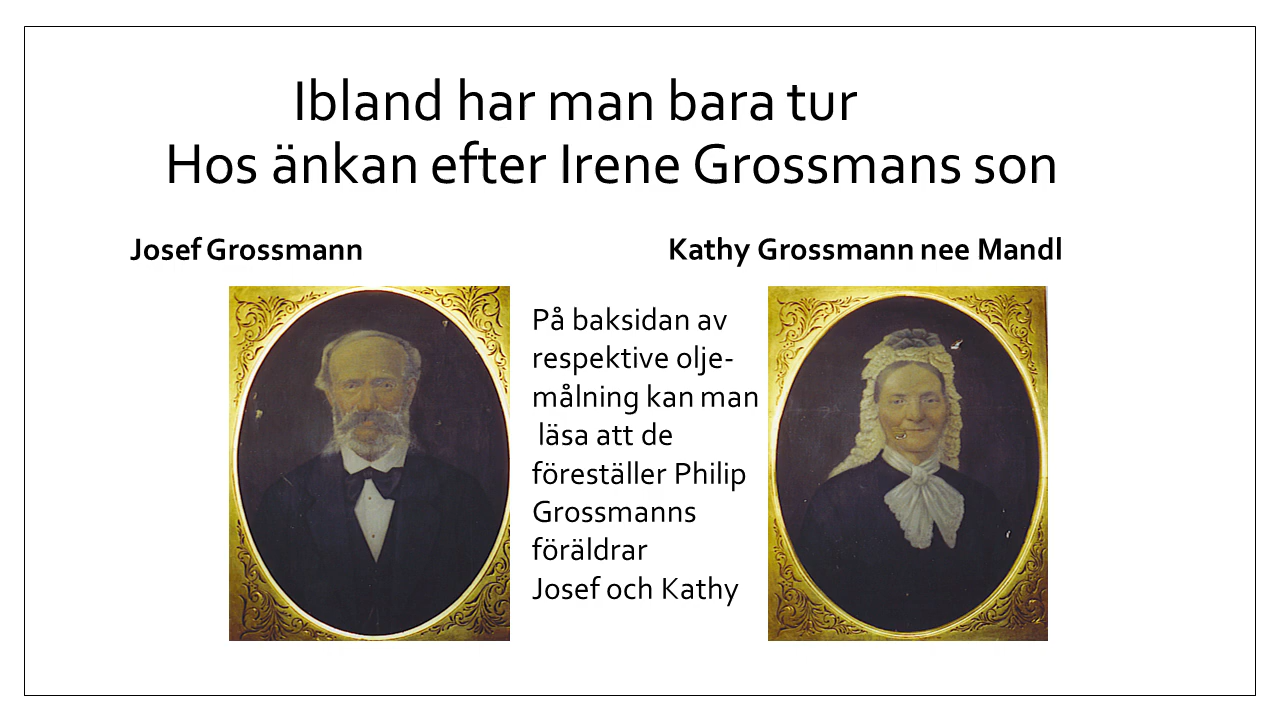 Ibland har man bara tur
Hos änkan efter Irene Grossmans son
Josef Grossmann
Kathy Grossmann nee Mandl
På baksidan av
respektive olje-
målning kan man
läsa att de
föreställer Philip
Grossmanns
föräldrar
Josef och Kathy